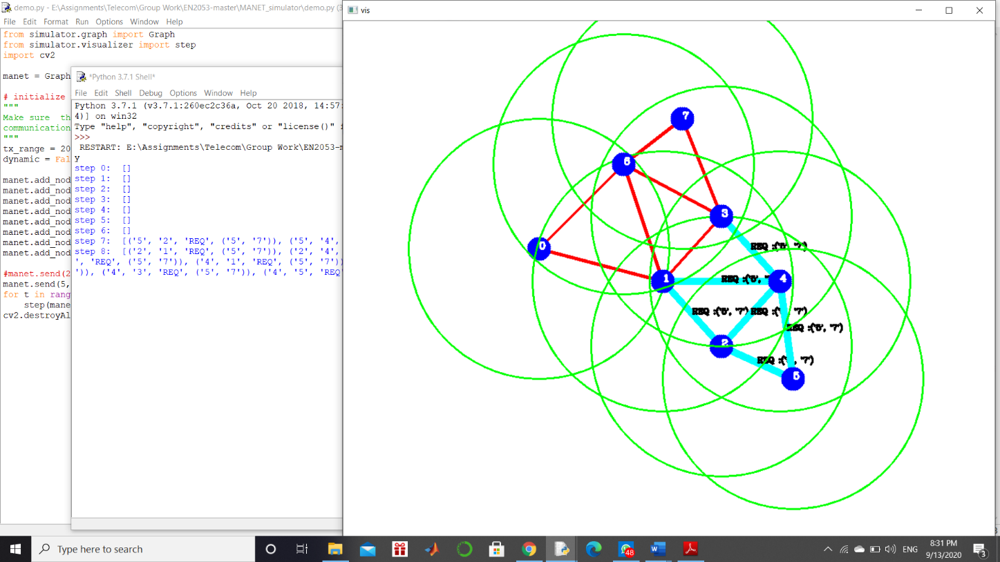 demo.py - E:\Assignments\Telecom\Group Work\EN2053-master\MANET_simulator\demo.py (3
File Edit Format Run Options Window Help
from simulator.graph import Graph
from simulator.visualizer import step
import cv2
manet = Graph
# initialize
"""
Make sure th
communication
"""
tx_range = 20
dynamic = Fal
manet.add_nod
manet.add_nod
manet.add_nod
manet.add_nod
manet.add_nod
manet.add_nod
manet.add_nod
manet.add_nod
#manet.send(2
manet.send(5,
for t in rang
step(mane
cv2.destroyAl
*Python 3.7.1 Shell*
File Edit Shell Debug Options Window Help
Python 3.7.1 (v3.7.1:260ec2c36a, Oct 20 2018, 14:57:
4)] on win32
Type "help", "copyright", "credits" or "license()" f
>>>
RESTART: E:\Assignments\Telecom\Group Work\EN2053-m
y
step 0: []
step 1: []
step 2: []
step 3: []
step 4: []
step 5: []
step 6: []
step 7: [('5', '2', 'REQ', ('5', '7')), ('5', '4',
step 8: [('2', '1', 'REQ', ('5', '7')), ('2', '4',
', 'REQ', ('5', '7')), ('4', '1', 'REQ', ('5', '7')
')), ('4', '3', 'REQ', ('5', '7')), ('4', '5', 'REQ'
vis
7
6
3
REQ :('5', '7')
0
1
REQ :('5', '
4
REQ :('5', '7')
REQ :(' , '7')
REQ :('5', '7')
2
REQ :(' , '7')
5
Type here to search
48
ENG
8:31 PM
9/13/2020
3